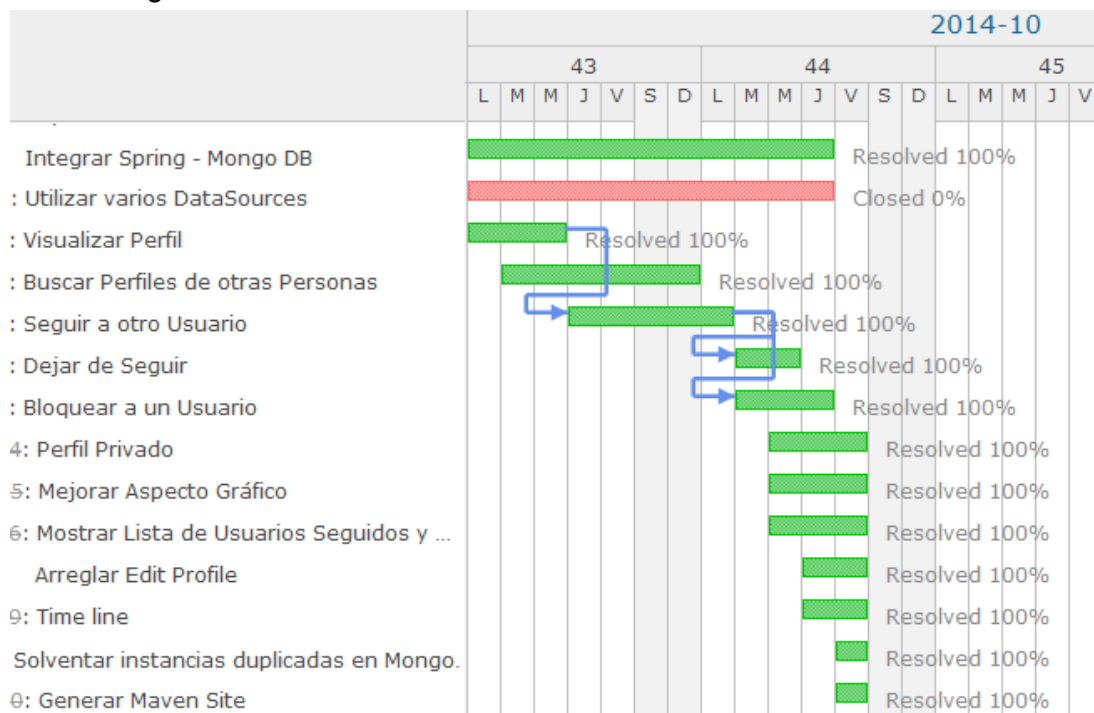 2014-10
43 44 45
L M M J V S D L M M J V S D L M M J V
Integrar Spring - Mongo DB Resolved 100%
: Utilizar varios DataSources Closed 0%
: Visualizar Perfil Resolved 100%
: Buscar Perfiles de otras Personas Resolved 100%
: Seguir a otro Usuario Resolved 100%
: Dejar de Seguir Resolved 100%
: Bloquear a un Usuario Resolved 100%
4: Perfil Privado Resolved 100%
5: Mejorar Aspecto Gráfico Resolved 100%
6: Mostrar Lista de Usuarios Seguidos y ... Resolved 100%
Arreglar Edit Profile Resolved 100%
9: Time line Resolved 100%
Solventar instancias duplicadas en Mongo. Resolved 100%
0: Generar Maven Site Resolved 100%